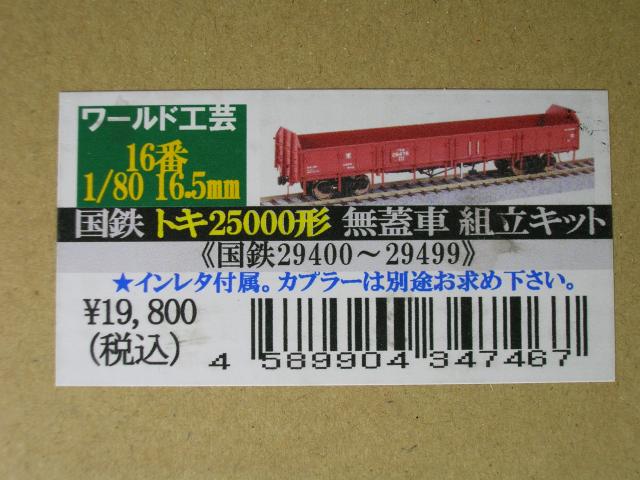 ワールド工芸
16番
1/80 16.5mm
国鉄 トキ25000形 無蓋車 組立キット
《国鉄29400～29499》
★インレタ付属。カプラーは別途お求め下さい。
¥19,800
(税込)
4 589904 347467